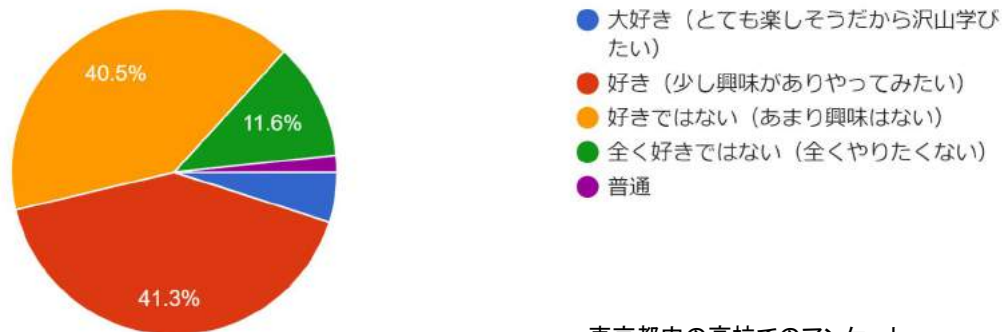 40.5%
11.6%
41.3%
大好き（とても楽しそうだから沢山学び
たい）
好き（少し興味がありやってみたい）
好きではない（あまり興味はない）
全く好きではない（全くやりたくない）
普通